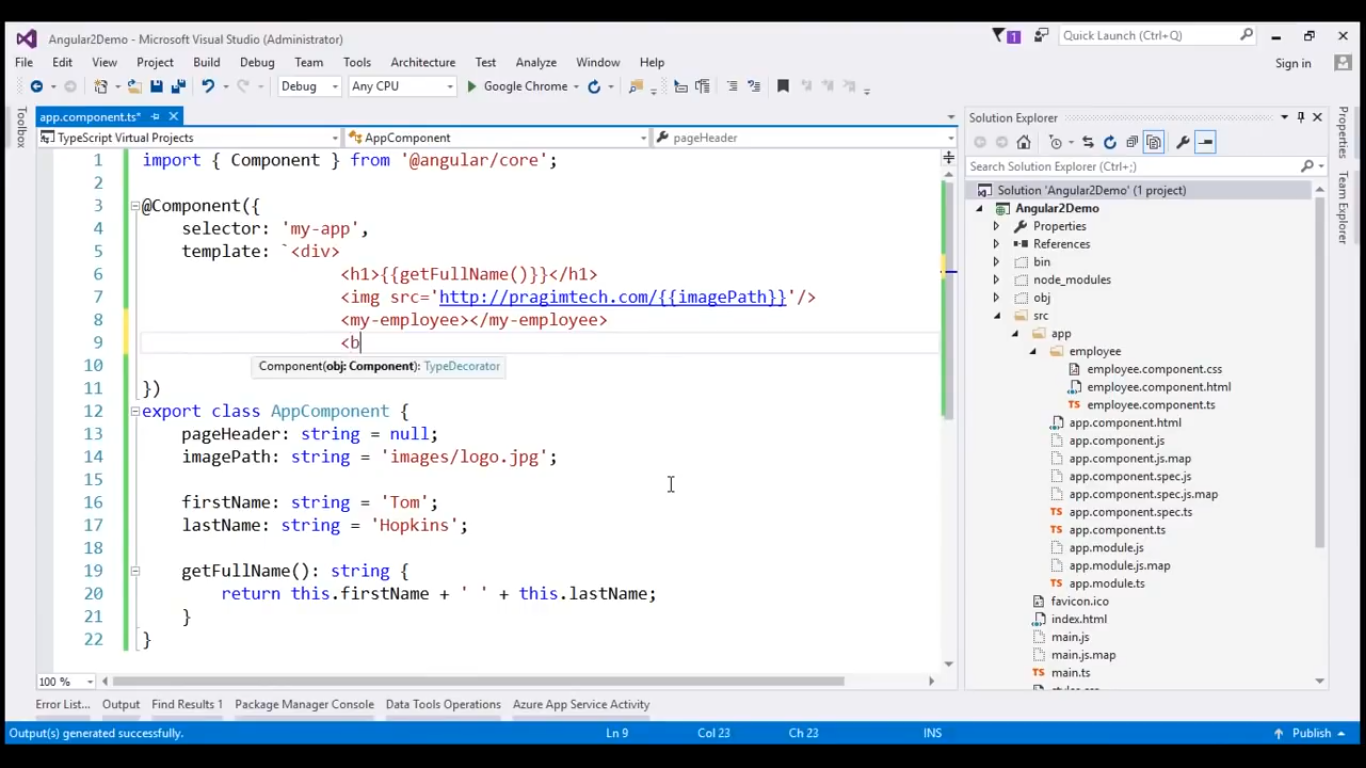 Angular2Demo - Microsoft Visual Studio (Administrator)
1
Quick Launch (Ctrl+Q)
File Edit View Project Build Debug Team Tools Architecture Test Analyze Window Help
Sign in
Debug Any CPU Google Chrome
Toolbox
app.component.ts*
TypeScript Virtual Projects AppComponent pageHeader
1 import { Component } from '@angular/core';
2
3 @Component({
4 selector: 'my-app',
5 template: `<div>
6 <h1>{{getFullName()}}</h1>
7 <img src='http://pragimtech.com/{{imagePath}}'/>
8 <my-employee></my-employee>
9 <b
10 Component(obj: Component): TypeDecorator
11 })
12 export class AppComponent {
13 pageHeader: string = null;
14 imagePath: string = 'images/logo.jpg';
15
16 firstName: string = 'Tom';
17 lastName: string = 'Hopkins';
18
19 getFullName(): string {
20 return this.firstName + ' ' + this.lastName;
21 }
22 }
100 %
Solution Explorer
Search Solution Explorer (Ctrl+;)
Solution 'Angular2Demo' (1 project)
Angular2Demo
Properties
References
bin
node_modules
obj
src
app
employee
employee.component.css
employee.component.html
employee.component.ts
app.component.html
app.component.js
app.component.js.map
app.component.spec.js
app.component.spec.js.map
app.component.spec.ts
app.component.ts
app.module.js
app.module.js.map
app.module.ts
favicon.ico
index.html
main.js
main.js.map
main.ts
Properties
Team Explorer
Error List... Output Find Results 1 Package Manager Console Data Tools Operations Azure App Service Activity
Output(s) generated successfully. Ln 9 Col 23 Ch 23 INS Publish